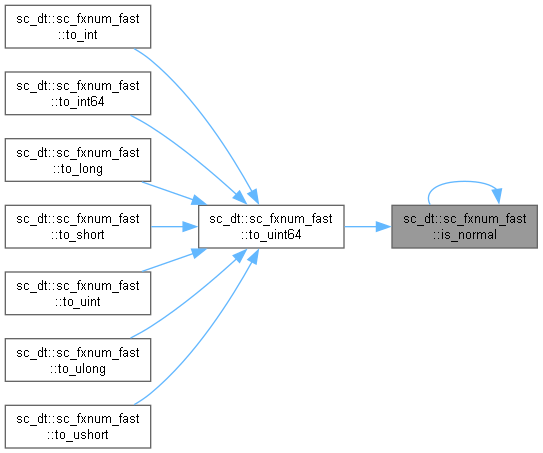 sc_dt::sc_fxnum_fast
::to_int
sc_dt::sc_fxnum_fast
::to_int64
sc_dt::sc_fxnum_fast
::to_long
sc_dt::sc_fxnum_fast
::to_short
sc_dt::sc_fxnum_fast
::to_uint
sc_dt::sc_fxnum_fast
::to_ulong
sc_dt::sc_fxnum_fast
::to_ushort
sc_dt::sc_fxnum_fast
::to_uint64
sc_dt::sc_fxnum_fast
::is_normal